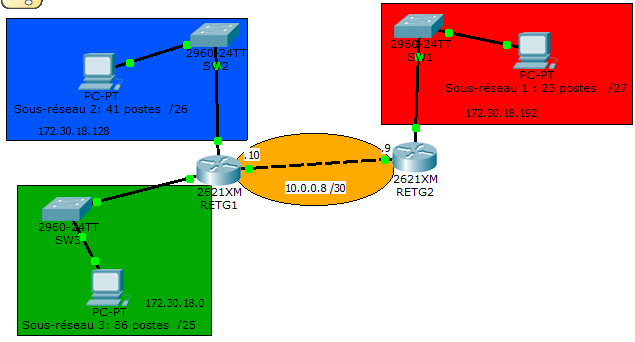 2960-24TT
SW2
PC-PT
Sous-réseau 2: 41 postes /26
172.30.18.128
2960-24TT
SW1
PC-PT
Sous-réseau 1 : 23 postes /27
172.30.18.192
.10
.9
2621XM
RETG1
10.0.0.8 /30
2621XM
RETG2
2960-24TT
SW3
PC-PT
172.30.18.0
Sous-réseau 3: 86 postes /25